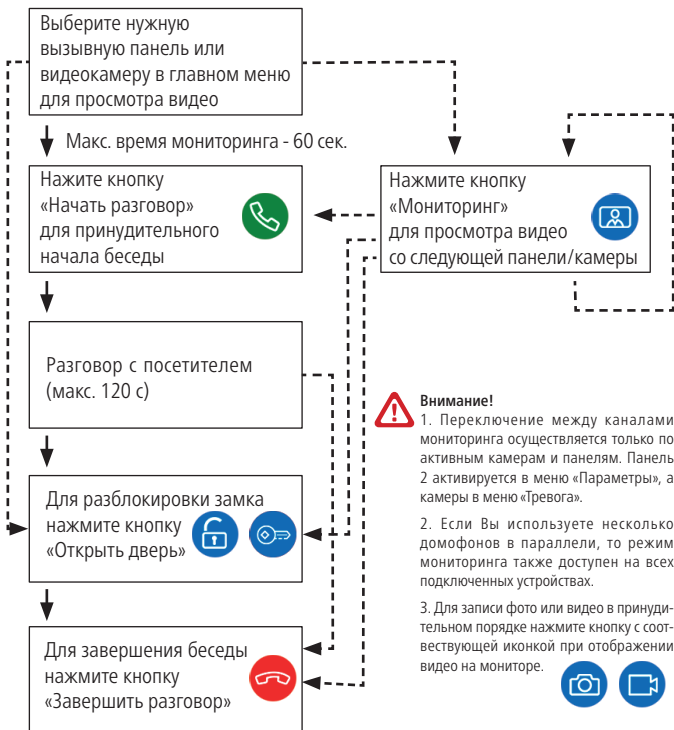 Выберите нужную
вызывную панель или
видеокамеру в главном меню
для просмотра видео
Макс. время мониторинга - 60 сек.
Нажите кнопку
«Начать разговор»
для принудительного
начала беседы
Нажмите кнопку
«Мониторинг»
для просмотра видео
со следующей панели/камеры
Разговор с посетителем
(макс. 120 с)
Для разблокировки замка
нажмите кнопку
«Открыть дверь»
Для завершения беседы
нажмите кнопку
«Завершить разговор»
Внимание!
1. Переключение между каналами
мониторинга осуществляется только по
активным камерам и панелям. Панель
2 активируется в меню «Параметры», а
камеры в меню «Тревога».
2. Если Вы используете несколько
домофонов в параллели, то режим
мониторинга также доступен на всех
подключенных устройствах.
3. Для записи фото или видео в принуди-
тельном порядке нажмите кнопку с соот-
вествующей иконкой при отображении
видео на мониторе.